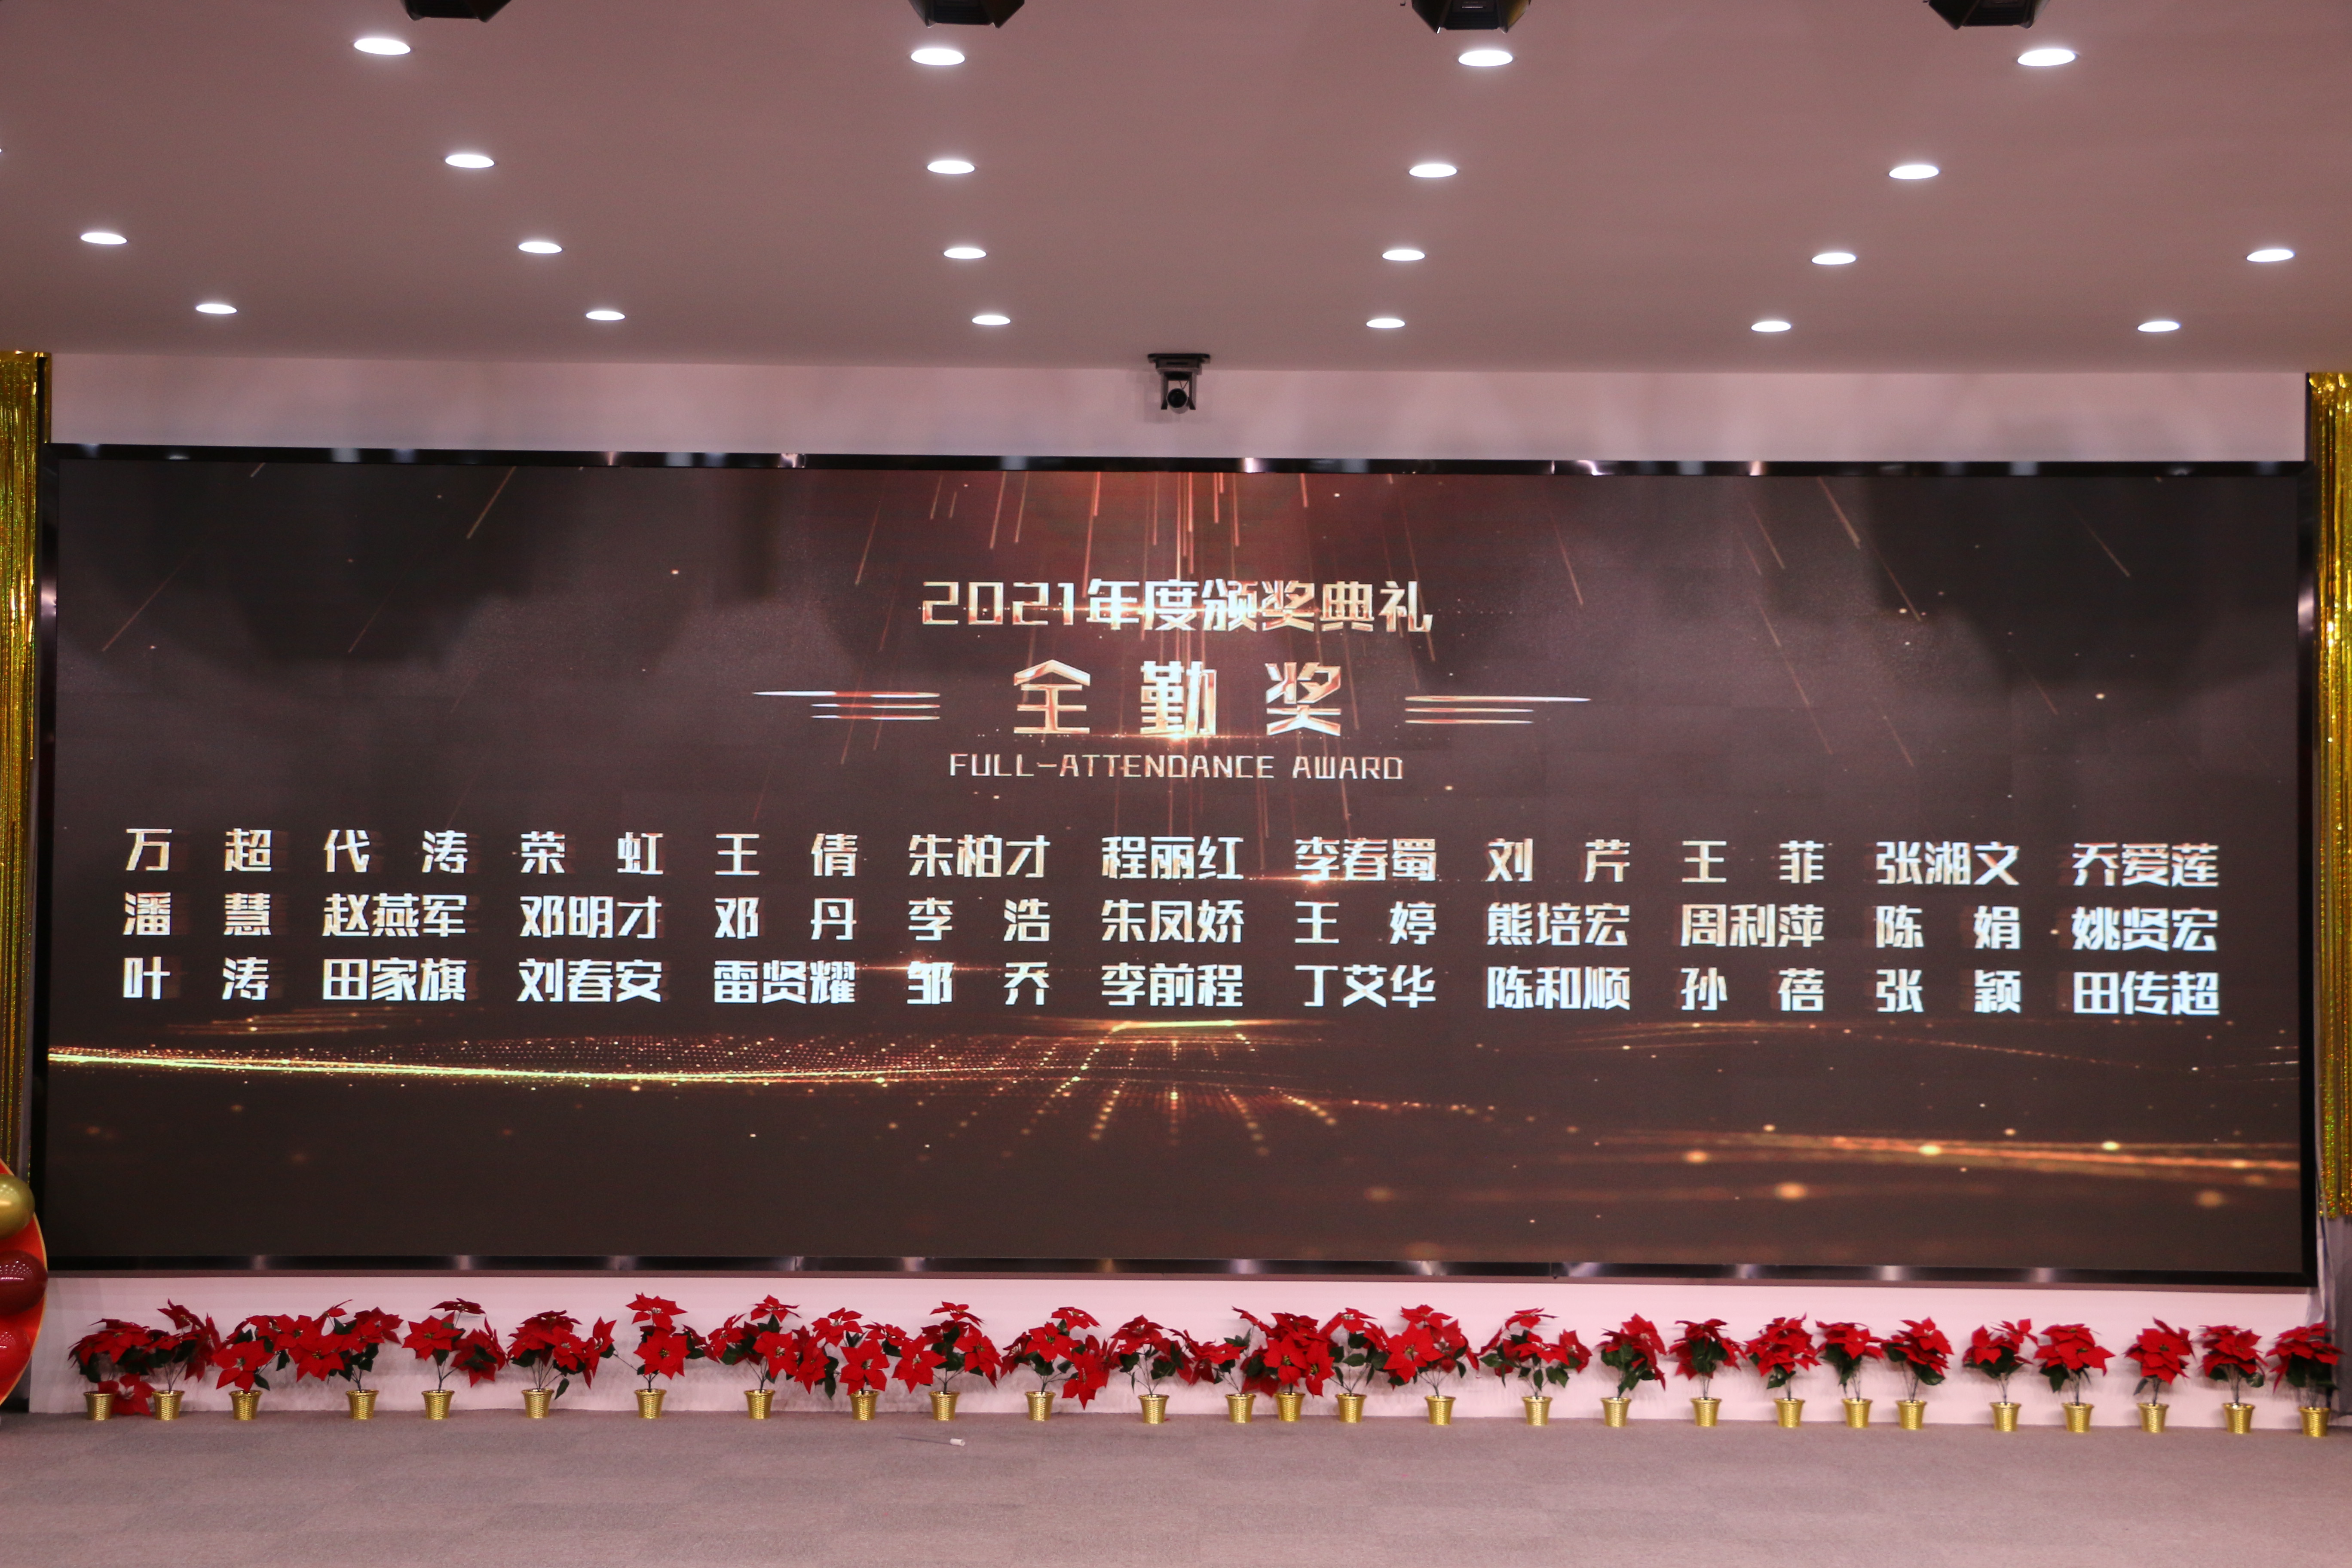 2021年度颁奖典礼
全勤奖
FULL-ATTENDANCE AWARD
万 超 代 涛 荣 虹 王 倩 朱柏才 程丽红 李春蜀 刘 芹 王 菲 张湘文 乔爱莲
潘 慧 赵燕军 邓明才 邓 丹 李 浩 朱凤娇 王 婷 熊培宏 周利萍 陈 娟 姚贤宏
叶 涛 田家旗 刘春安 雷贤耀 邹 乔 李前程 丁艾华 陈和顺 孙 蓓 张 颖 田传超